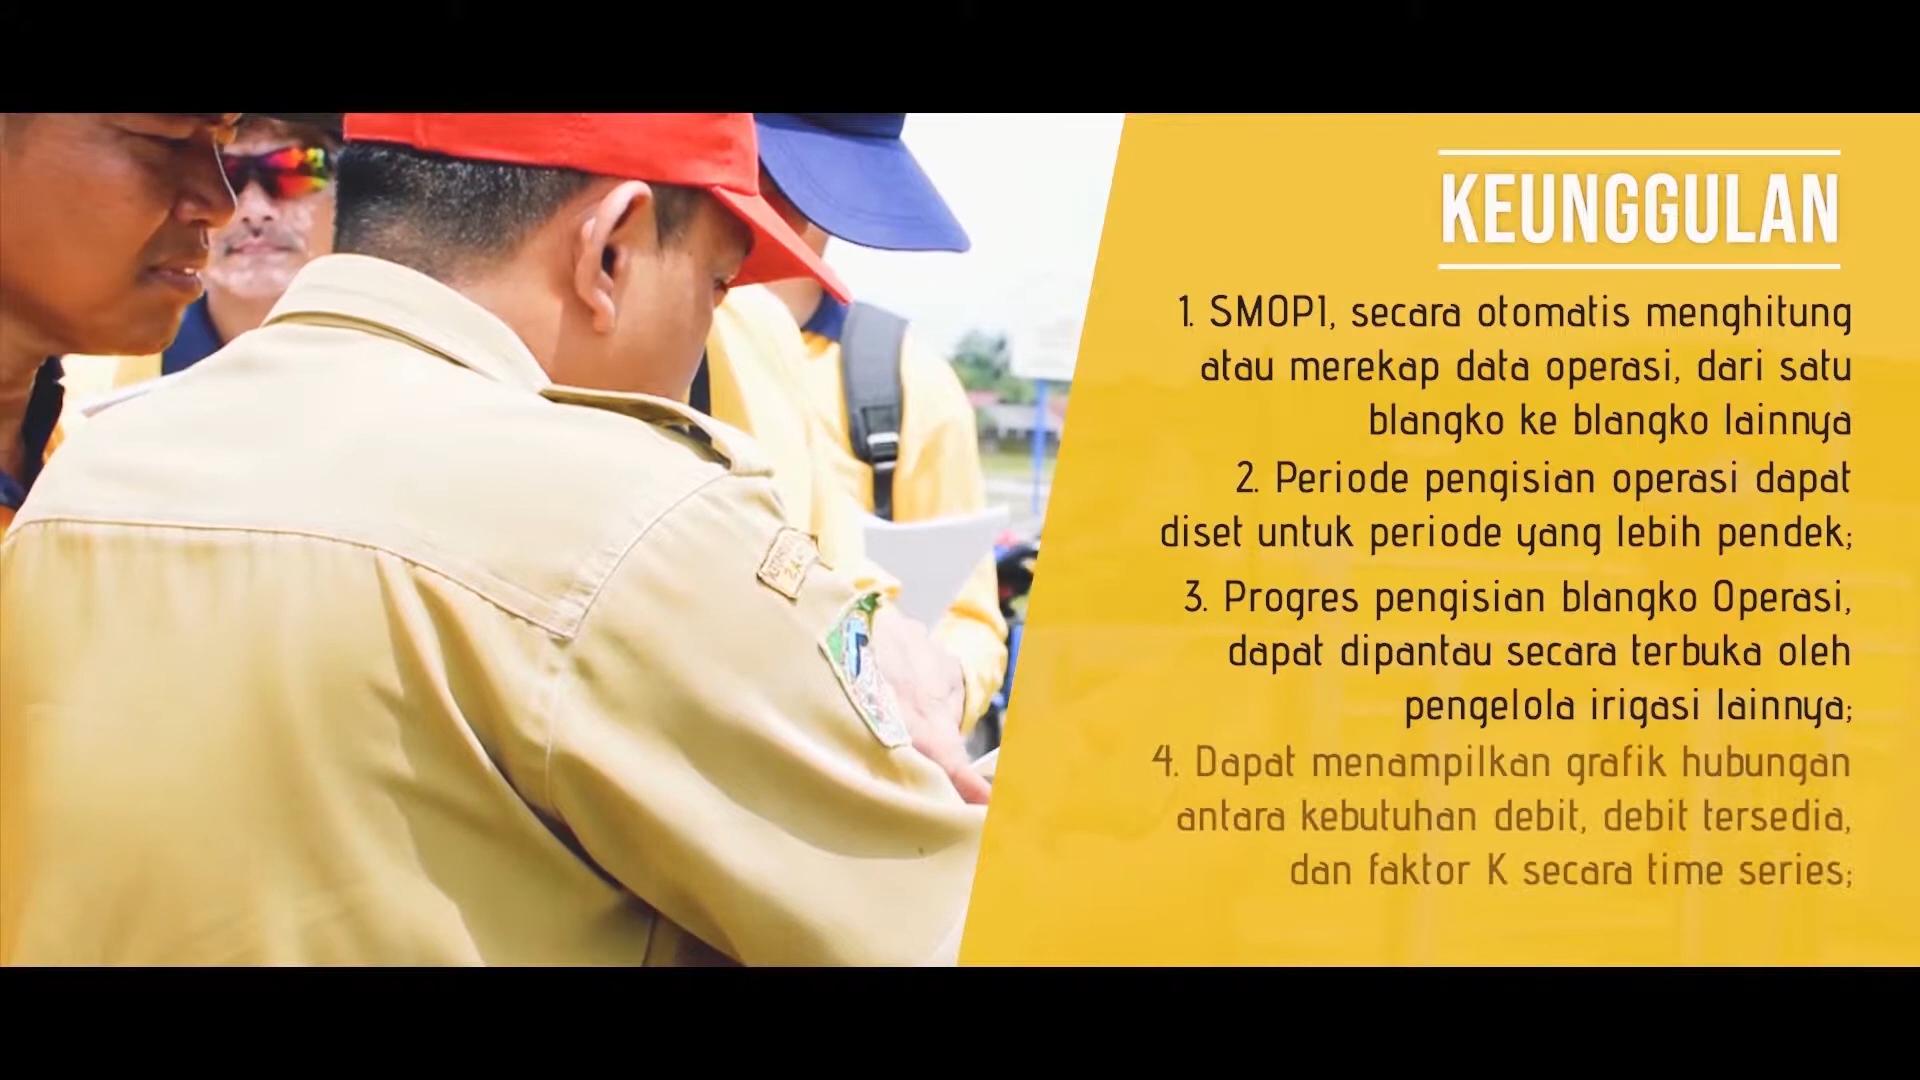 KEUNGGULAN
1. SMOPI, secara otomatis menghitung
atau merekap data operasi, dari satu
blangko ke blangko lainnya
2. Periode pengisian operasi dapat
diset untuk periode yang lebih pendek;
3. Progres pengisian blangko Operasi,
dapat dipantau secara terbuka oleh
pengelola irigasi lainnya;
4. Dapat menampilkan grafik hubungan
antara kebutuhan debit, debit tersedia,
dan faktor K secara time series;